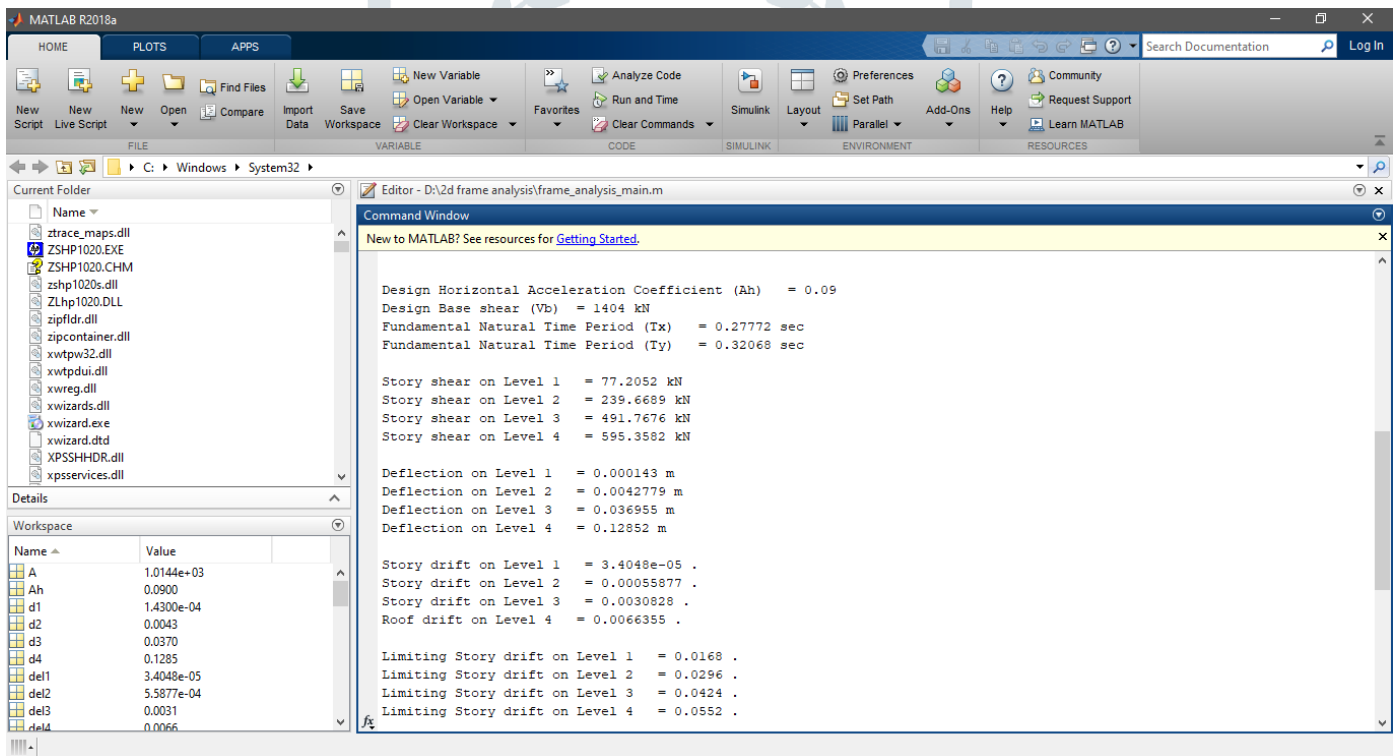 MATLAB R2018a
HOME PLOTS APPS
Search Documentation Log In
New Script
New Live Script
New
Open
Find Files
Compare
Import Data
Save Workspace
New Variable
Open Variable
Clear Workspace
Favorites
Analyze Code
Run and Time
Clear Commands
Simulink
Layout
Preferences
Set Path
Parallel
Add-Ons
Help
Community
Request Support
Learn MATLAB
FILE VARIABLE CODE SIMULINK ENVIRONMENT RESOURCES
C: Windows System32
Current Folder
Name
ztrace_maps.dll
ZSHP1020.EXE
ZSHP1020.CHM
zshp1020s.dll
ZLhp1020.DLL
zipfldr.dll
zipcontainer.dll
xwtpw32.dll
xwtpdui.dll
xwreg.dll
xwizards.dll
xwizard.exe
xwizard.dtd
XPSSHHDR.dll
xpsservices.dll
Details
Workspace
Name Value
A 1.0144e+03
Ah 0.0900
d1 1.4300e-04
d2 0.0043
d3 0.0370
d4 0.1285
del1 3.4048e-05
del2 5.5877e-04
del3 0.0031
del4 0.0066
Editor - D:\2d frame analysis\frame_analysis_main.m
Command Window
New to MATLAB? See resources for Getting Started.
Design Horizontal Acceleration Coefficient (Ah) = 0.09
Design Base shear (Vb) = 1404 kN
Fundamental Natural Time Period (Tx) = 0.27772 sec
Fundamental Natural Time Period (Ty) = 0.32068 sec
Story shear on Level 1 = 77.2052 kN
Story shear on Level 2 = 239.6689 kN
Story shear on Level 3 = 491.7676 kN
Story shear on Level 4 = 595.3582 kN
Deflection on Level 1 = 0.000143 m
Deflection on Level 2 = 0.0042779 m
Deflection on Level 3 = 0.036955 m
Deflection on Level 4 = 0.12852 m
Story drift on Level 1 = 3.4048e-05 .
Story drift on Level 2 = 0.00055877 .
Story drift on Level 3 = 0.0030828 .
Roof drift on Level 4 = 0.0066355 .
Limiting Story drift on Level 1 = 0.0168 .
Limiting Story drift on Level 2 = 0.0296 .
Limiting Story drift on Level 3 = 0.0424 .
Limiting Story drift on Level 4 = 0.0552 .
fx